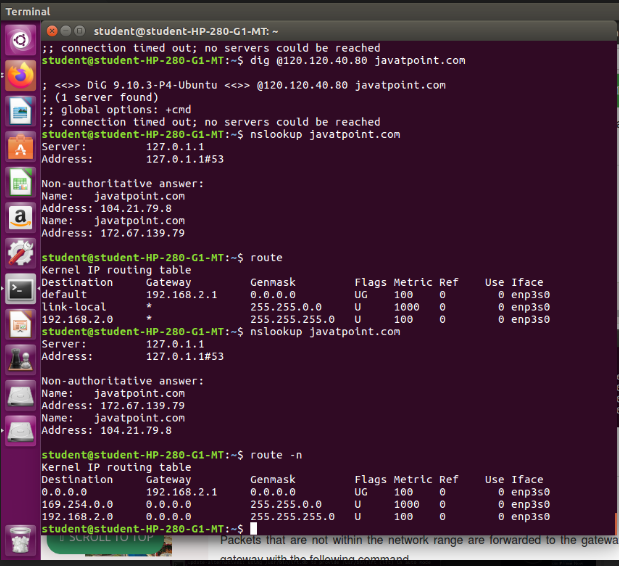 Terminal
student@student-HP-280-G1-MT: ~
;; connection timed out; no servers could be reached
student@student-HP-280-G1-MT:~$ dig @120.120.40.80 javatpoint.com
; <<>> DiG 9.10.3-P4-Ubuntu <<>> @120.120.40.80 javatpoint.com
; (1 server found)
;; global options: +cmd
;; connection timed out; no servers could be reached
student@student-HP-280-G1-MT:~$ nslookup javatpoint.com
Server:         127.0.1.1
Address:        127.0.1.1#53
Non-authoritative answer:
Name:   javatpoint.com
Address: 104.21.79.8
Name:   javatpoint.com
Address: 172.67.139.79
student@student-HP-280-G1-MT:~$ route
Kernel IP routing table
Destination     Gateway         Genmask         Flags Metric Ref    Use Iface
default         192.168.2.1     0.0.0.0         UG    100    0        0 enp3s0
link-local      *               255.255.0.0     U     1000   0        0 enp3s0
192.168.2.0     *               255.255.255.0   U     100    0        0 enp3s0
student@student-HP-280-G1-MT:~$ nslookup javatpoint.com
Server:         127.0.1.1
Address:        127.0.1.1#53
Non-authoritative answer:
Name:   javatpoint.com
Address: 172.67.139.79
Name:   javatpoint.com
Address: 104.21.79.8
student@student-HP-280-G1-MT:~$ route -n
Kernel IP routing table
Destination     Gateway         Genmask         Flags Metric Ref    Use Iface
0.0.0.0         192.168.2.1     0.0.0.0         UG    100    0        0 enp3s0
169.254.0.0     0.0.0.0         255.255.0.0     U     1000   0        0 enp3s0
192.168.2.0     0.0.0.0         255.255.255.0   U     100    0        0 enp3s0
student@student-HP-280-G1-MT:~$
SCROLL TO TOP
Packets that are not within the network range are forwarded to the gatewa
gateway with the following command